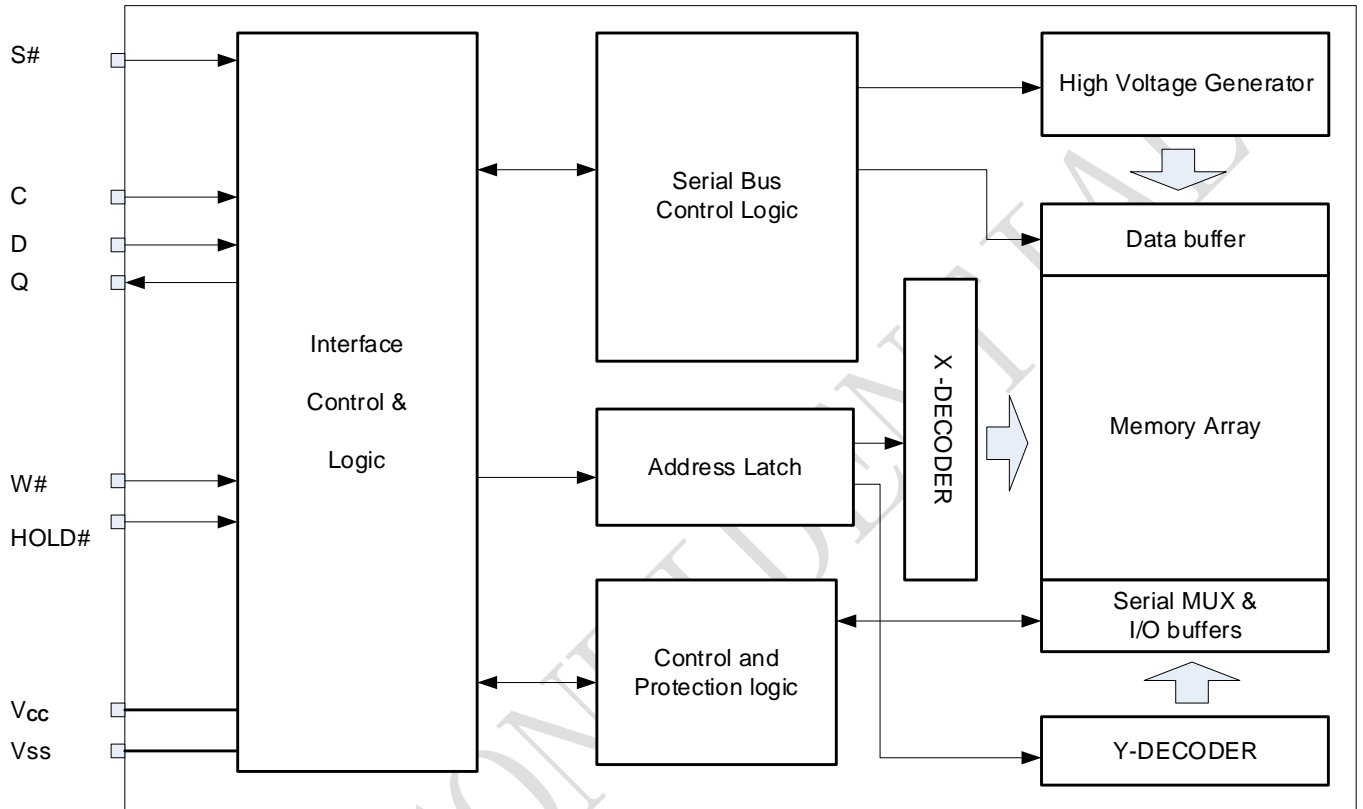 S#
C
D
Q
W#
HOLD#
Vcc
Vss
Interface
Control &
Logic
Serial Bus
Control Logic
Address Latch
Control and
Protection logic
X -DECODER
High Voltage Generator
Data buffer
Memory Array
Serial MUX &
I/O buffers
Y-DECODER
CONFIDENTIAL